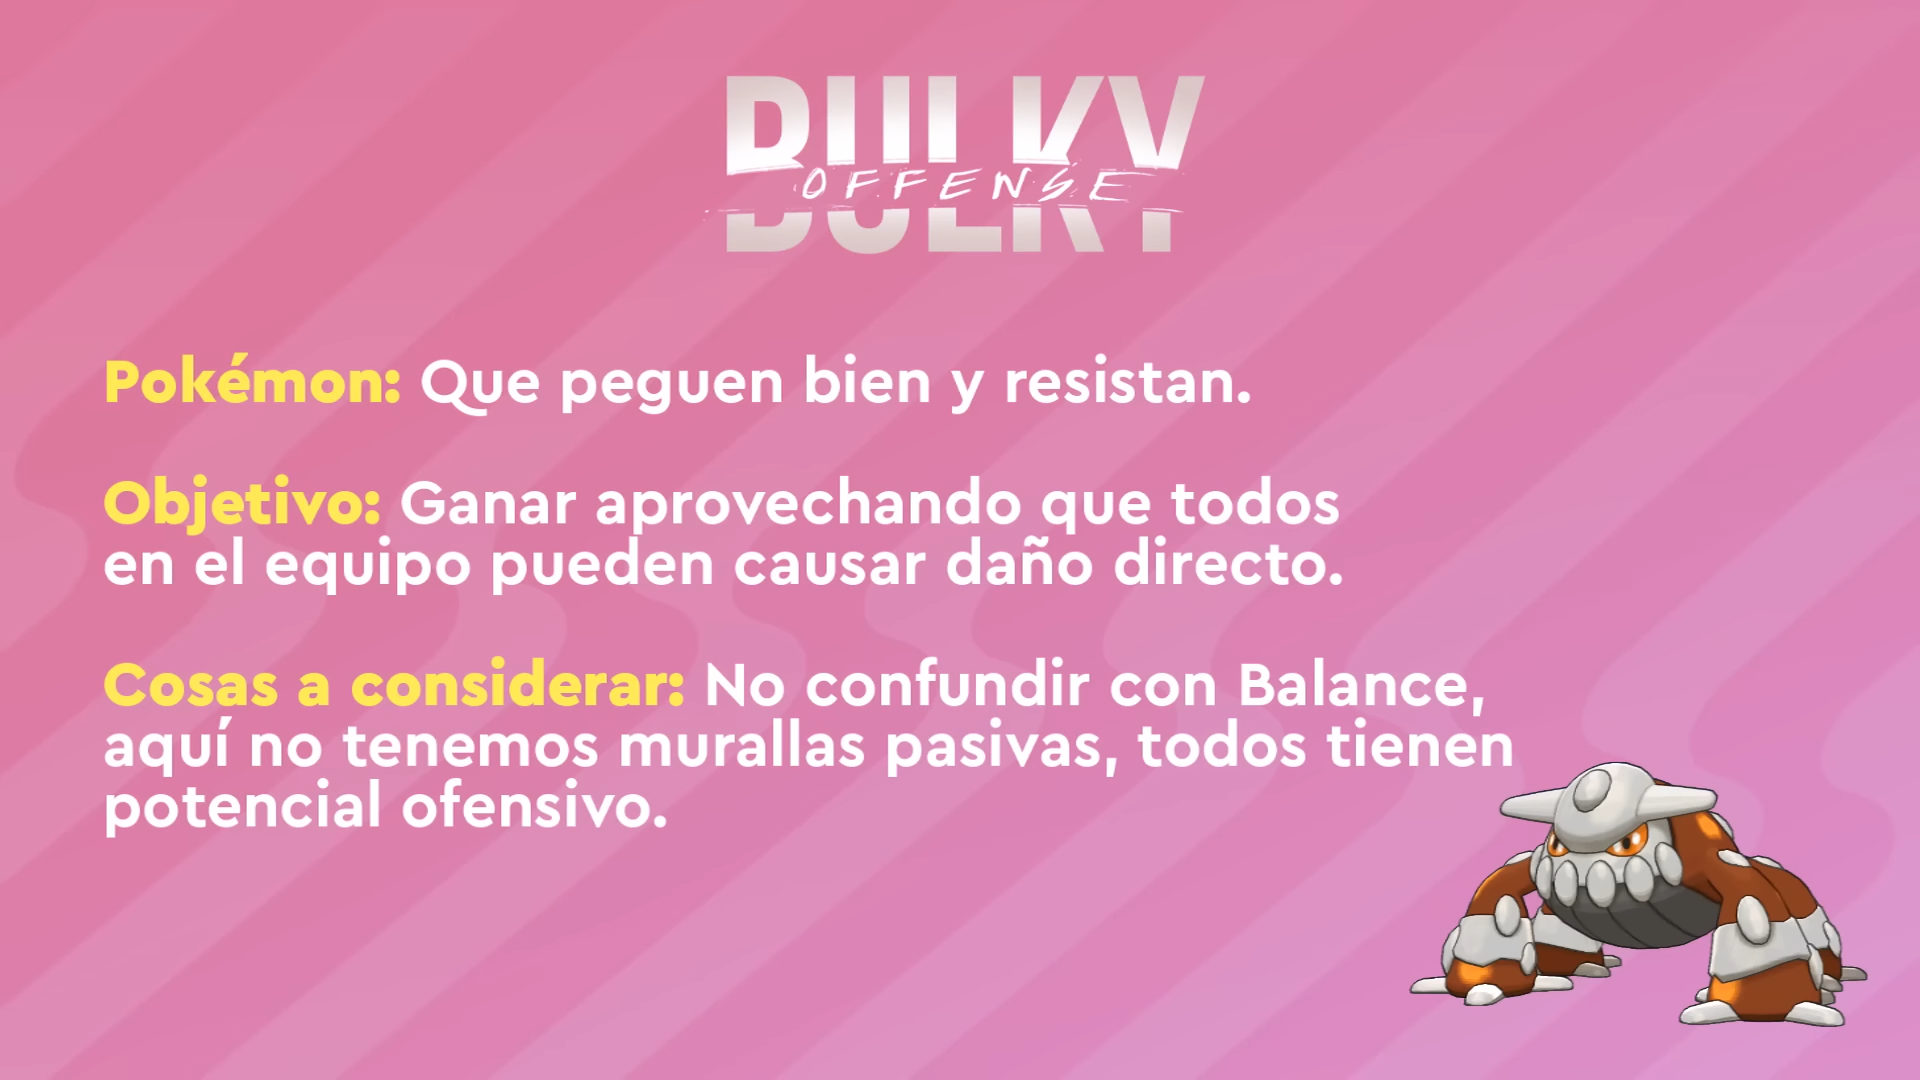 BULKY
OFFENSE
Pokémon: Que peguen bien y resistan.
Objetivo: Ganar aprovechando que todos
en el equipo pueden causar daño directo.
Cosas a considerar: No confundir con Balance,
aquí no tenemos murallas pasivas, todos tienen
potencial ofensivo.